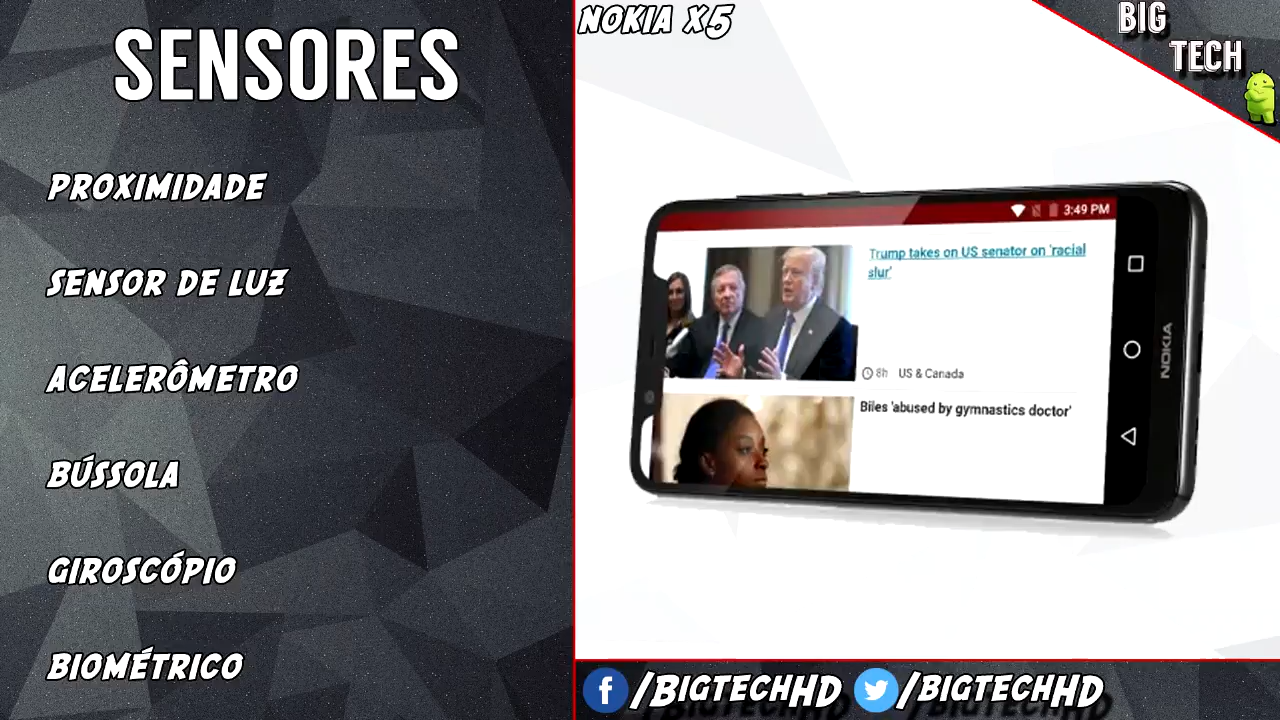 SENSORES
PROXIMIDADE
SENSOR DE LUZ
ACELERÔMETRO
BÚSSOLA
GIROSCÓPIO
BIOMÉTRICO
NOKIA X5
BIG
TECH
3:49 PM
Trump takes on US senator on 'racial
slur'
8h US & Canada
Biles 'abused by gymnastics doctor'
NOKIA
/BIGTECHHD
/BIGTECHHD